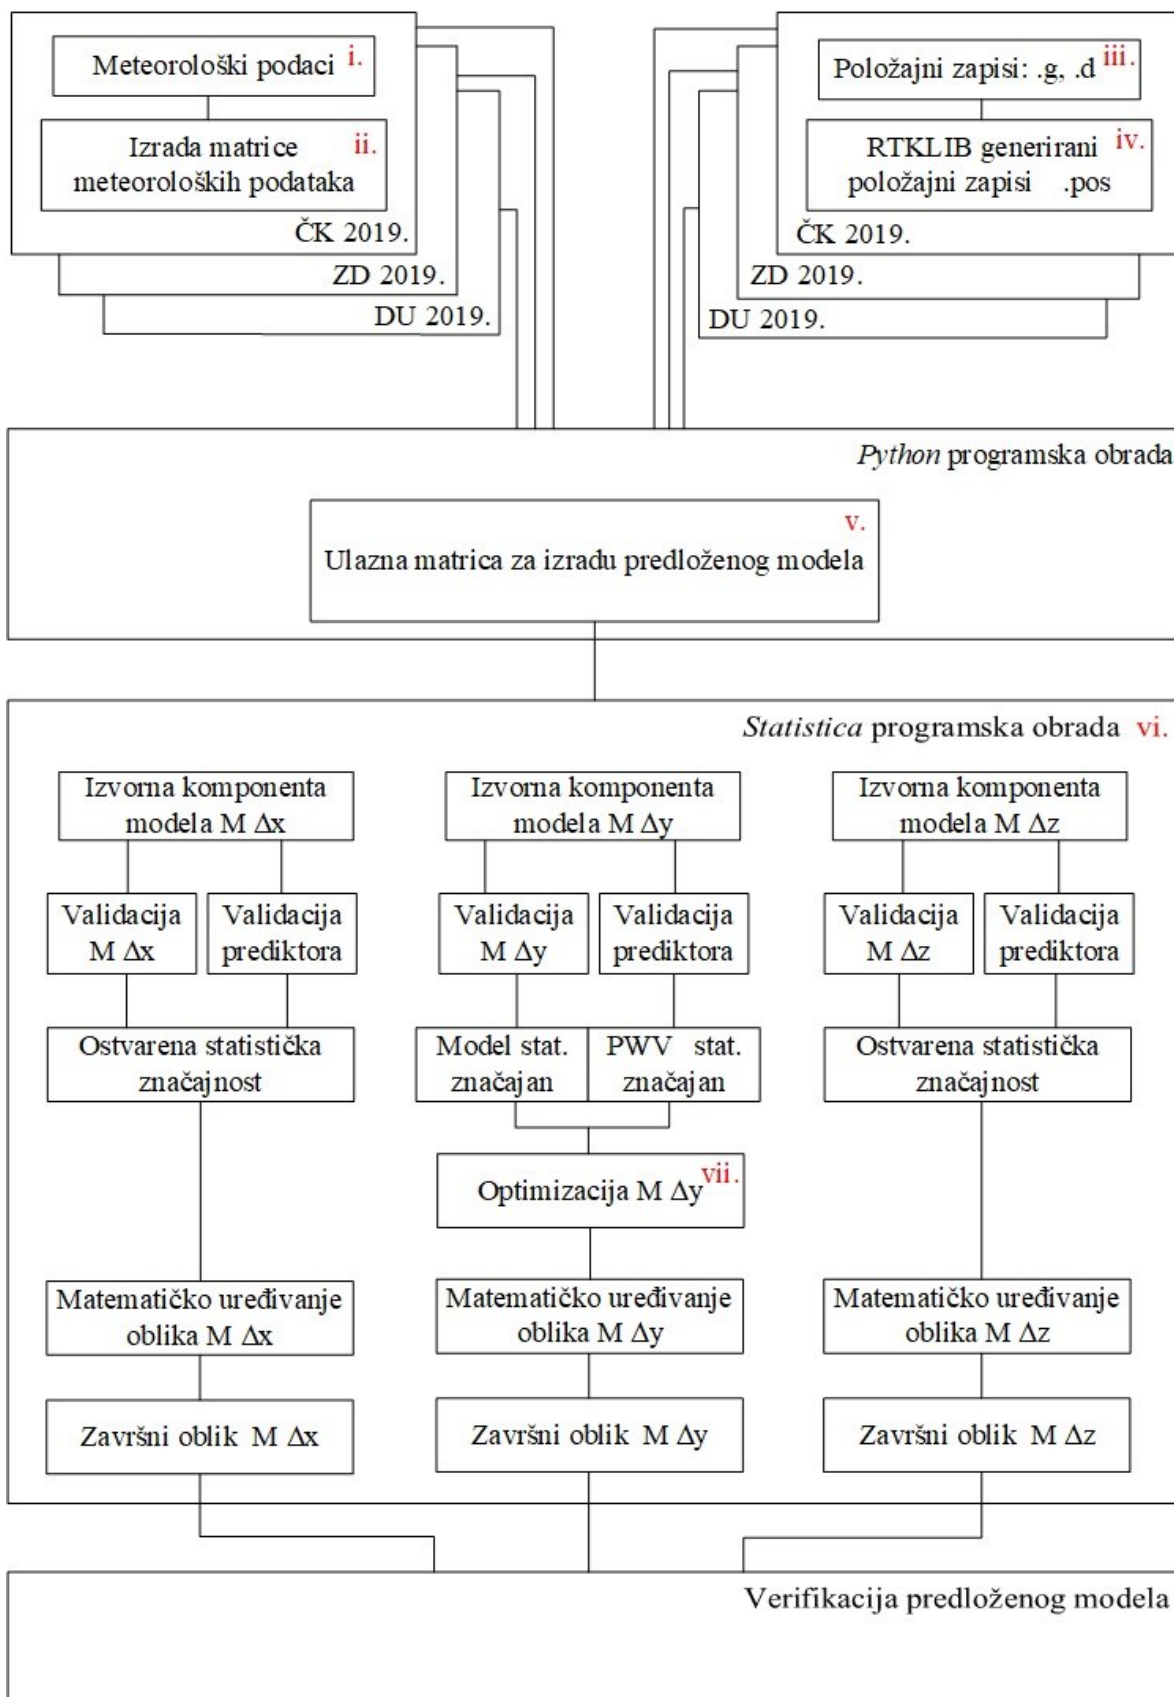 Meteorološki podaci i.
Izrada matrice ii.
meteoroloških podataka
ČK 2019.
ZD 2019.
DU 2019.
Položajni zapisi: .g, .d iii.
RTKLIB generirani iv.
položajni zapisi .pos
ČK 2019.
ZD 2019.
DU 2019.
Python programska obrada
v.
Ulazna matrica za izradu predloženog modela
Statistica programska obrada vi.
Izvorna komponenta
modela M Δx
Validacija
M Δx
Validacija
prediktora
Ostvarena statistička
značajnost
Matematičko uređivanje
oblika M Δx
Završni oblik M Δx
Izvorna komponenta
modela M Δy
Validacija
M Δy
Validacija
prediktora
Model stat.
značajan
PWV stat.
značajan
Optimizacija M Δy vii.
Matematičko uređivanje
oblika M Δy
Završni oblik M Δy
Izvorna komponenta
modela M Δz
Validacija
M Δz
Validacija
prediktora
Ostvarena statistička
značajnost
Matematičko uređivanje
oblika M Δz
Završni oblik M Δz
Verifikacija predloženog modela